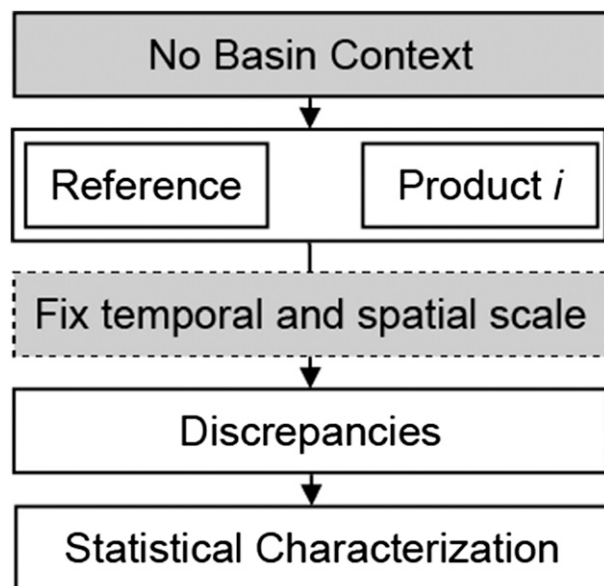 No Basin Context
Reference
Product i
Fix temporal and spatial scale
Discrepancies
Statistical Characterization